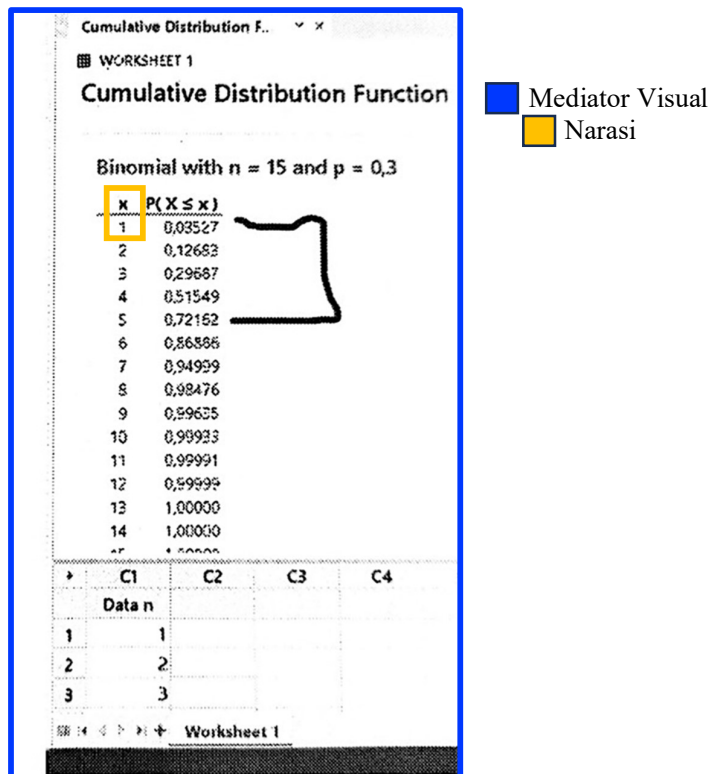 Cumulative Distribution F..
WORKSHEET 1
Cumulative Distribution Function
Mediator Visual
Narasi
Binomial with n = 15 and p = 0,3
x P( X ≤ x )
1 0,03527
2 0,12683
3 0,29687
4 0,51549
5 0,72162
6 0,86886
7 0,94999
8 0,98476
9 0,99635
10 0,99933
11 0,99991
12 0,99999
13 1,00000
14 1,00000
C1 C2 C3 C4
Data n
1 1
2 2
3 3
Worksheet 1